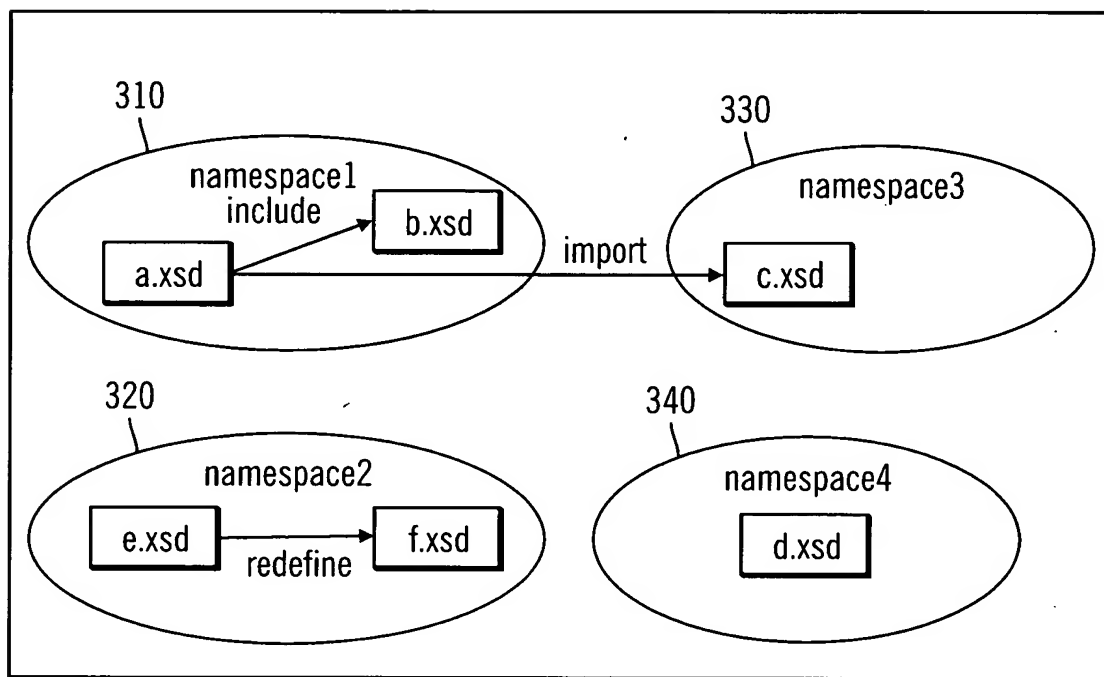 310
namespace1
include
a.xsd
b.xsd
import
330
namespace3
c.xsd
320
namespace2
e.xsd
redefine
f.xsd
340
namespace4
d.xsd